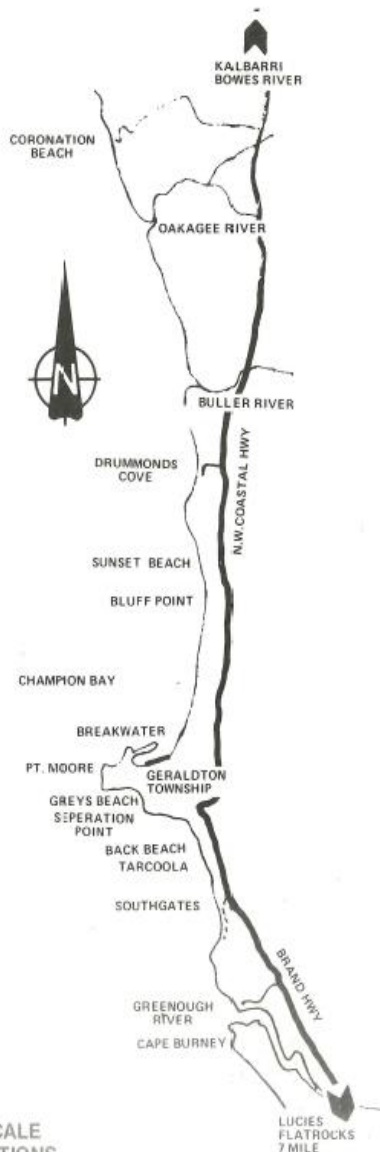 KALBARRI
BOWES RIVER
CORONATION
BEACH
OAKAGEE RIVER
N
BULLER RIVER
DRUMMONDS
COVE
N.W. COASTAL HWY
SUNSET BEACH
BLUFF POINT
CHAMPION BAY
BREAKWATER
PT. MOORE
GERALDTON
TOWNSHIP
GREYS BEACH
SEPERATION
POINT
BACK BEACH
TARCOOLA
SOUTHGATES
BRAND HWY
GREENOUGH
RIVER
CAPE BURNEY
LUCIES
FLATROCKS
7 MILE